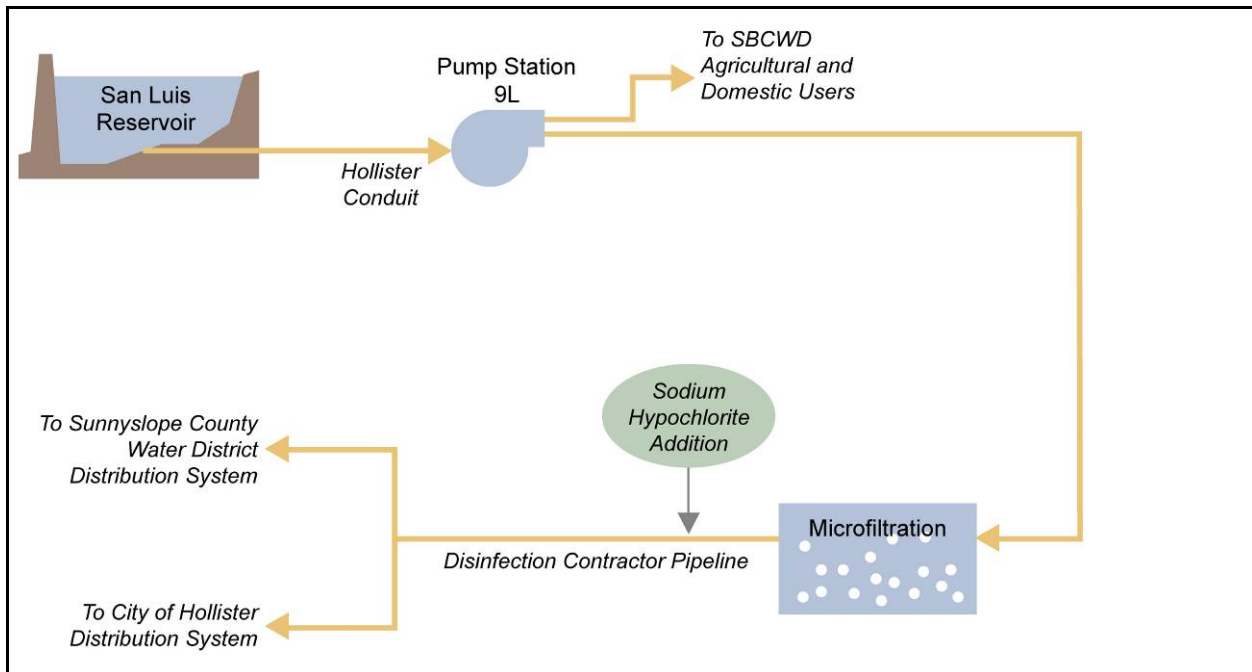 San Luis
Reservoir
Pump Station
9L
To SBCWD
Agricultural and
Domestic Users
Hollister
Conduit
Sodium
Hypochlorite
Addition
To Sunnyslope County
Water District
Distribution System
Microfiltration
Disinfection Contractor Pipeline
To City of Hollister
Distribution System